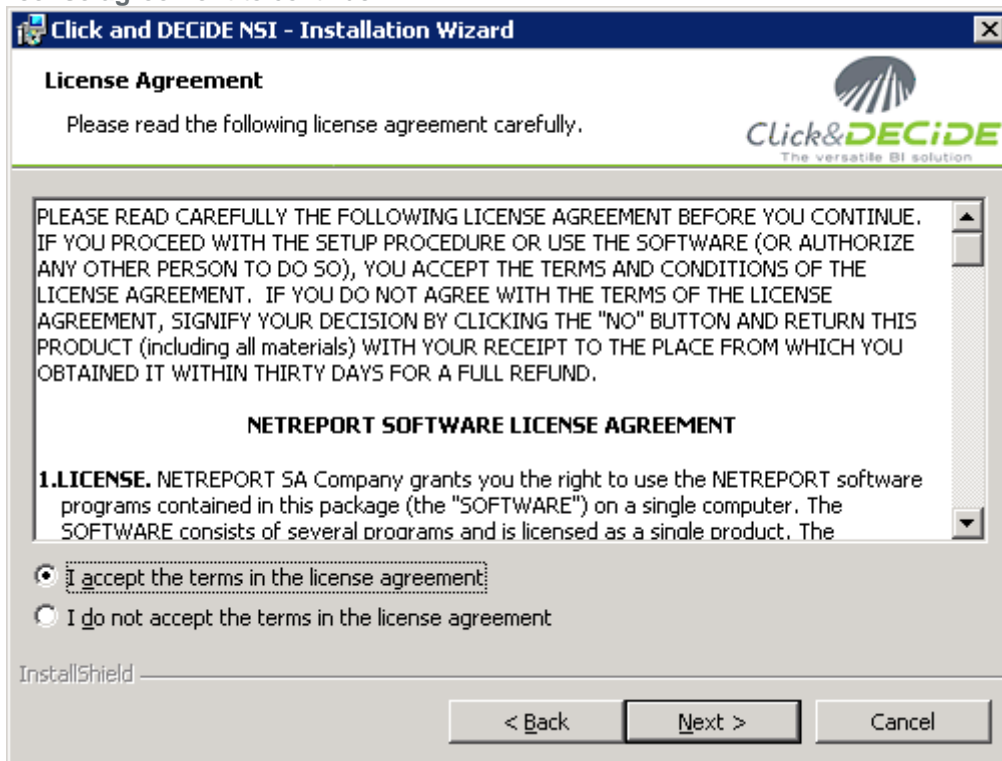 Click and DECiDE NSI - Installation Wizard
License Agreement
Please read the following license agreement carefully.
Click&DECiDE
The versatile BI solution
PLEASE READ CAREFULLY THE FOLLOWING LICENSE AGREEMENT BEFORE YOU CONTINUE.
IF YOU PROCEED WITH THE SETUP PROCEDURE OR USE THE SOFTWARE (OR AUTHORIZE
ANY OTHER PERSON TO DO SO), YOU ACCEPT THE TERMS AND CONDITIONS OF THE
LICENSE AGREEMENT.  IF YOU DO NOT AGREE WITH THE TERMS OF THE LICENSE
AGREEMENT, SIGNIFY YOUR DECISION BY CLICKING THE "NO" BUTTON AND RETURN THIS
PRODUCT (including all materials) WITH YOUR RECEIPT TO THE PLACE FROM WHICH YOU
OBTAINED IT WITHIN THIRTY DAYS FOR A FULL REFUND.
NETREPORT SOFTWARE LICENSE AGREEMENT
1.LICENSE. NETREPORT SA Company grants you the right to use the NETREPORT software
programs contained in this package (the "SOFTWARE") on a single computer. The
SOFTWARE consists of several programs and is licensed as a single product. The
I accept the terms in the license agreement
I do not accept the terms in the license agreement
InstallShield
< Back
Next >
Cancel